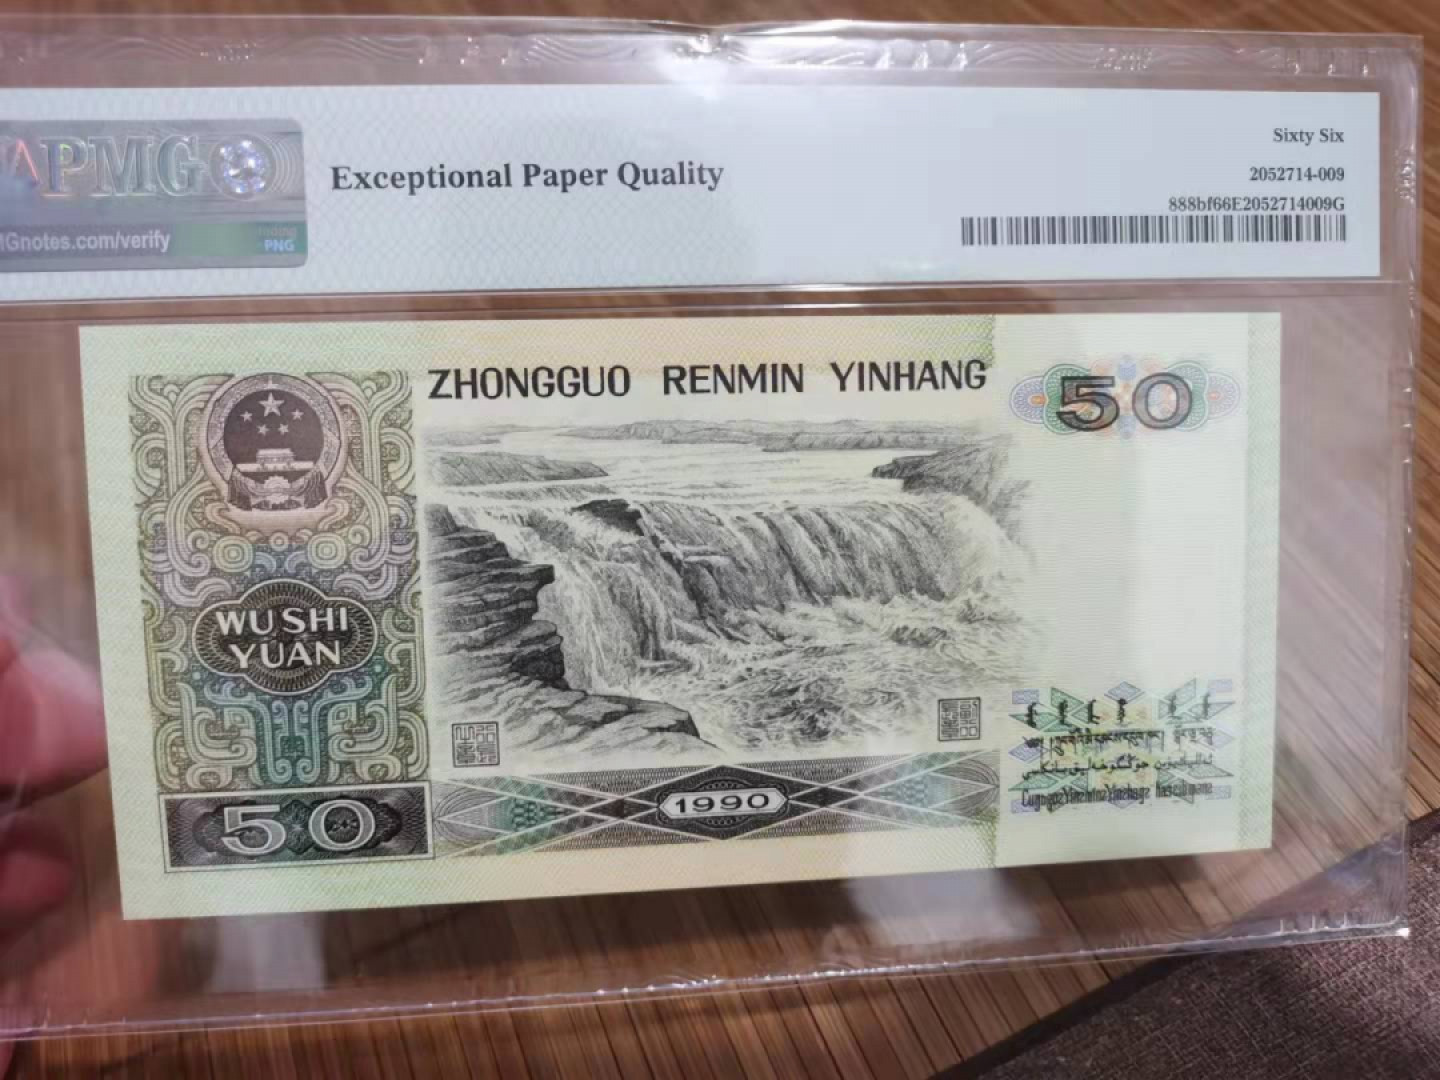 PMG
Exceptional Paper Quality
Sixty Six
2052714-009
888bf66E2052714009G
Gnotes.com/verify
PNG
ZHONGGUO RENMIN YINHANG
50
WU SHI
YUAN
50
1990